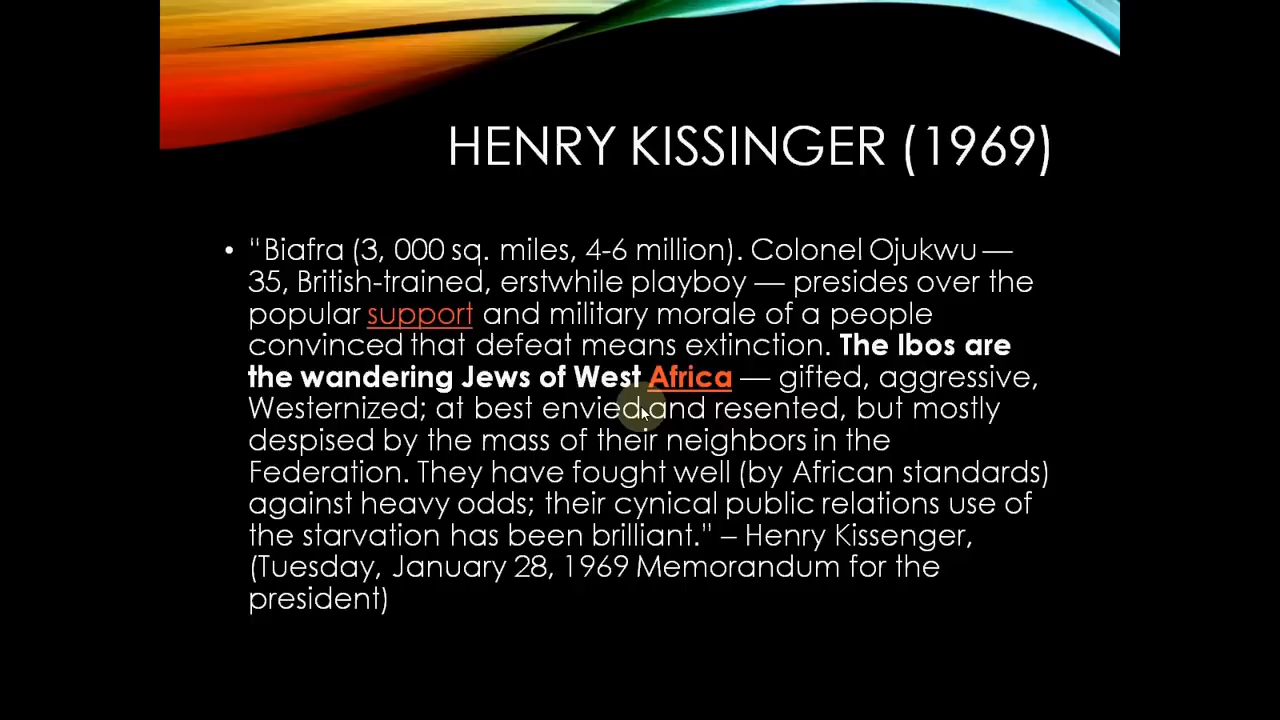 HENRY KISSINGER (1969)
• “Biafra (3, 000 sq. miles, 4-6 million). Colonel Ojukwu —
35, British-trained, erstwhile playboy — presides over the
popular support and military morale of a people
convinced that defeat means extinction. The Ibos are
the wandering Jews of West Africa — gifted, aggressive,
Westernized; at best envied and resented, but mostly
despised by the mass of their neighbors in the
Federation. They have fought well (by African standards)
against heavy odds; their cynical public relations use of
the starvation has been brilliant.” – Henry Kissenger,
(Tuesday, January 28, 1969 Memorandum for the
president)